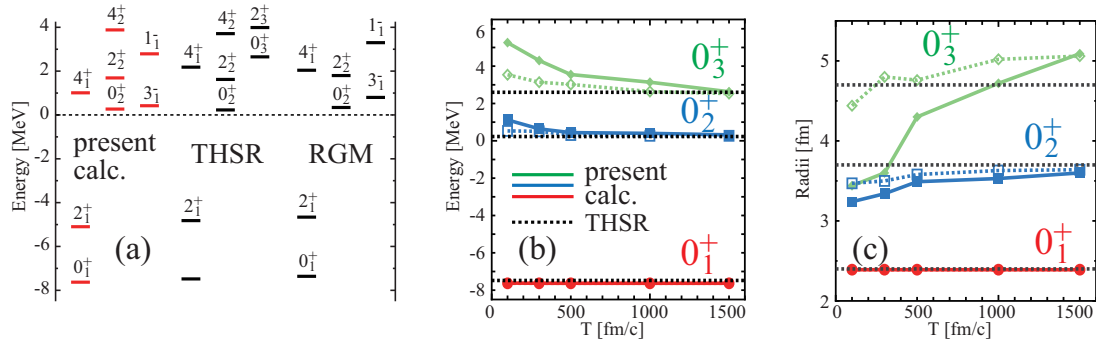 Energy [MeV]
4
2
0
-2
-4
-6
-8
4₁⁺
0₂⁺
2₂⁺
4₂⁺
3₁⁻
1₁⁻
present
calc.
2₁⁺
0₁⁺
(a)
4₁⁺
0₂⁺
2₂⁺
4₂⁺
0₃⁺
2₃⁺
THSR
2₁⁺
4₁⁺
0₂⁺
2₂⁺
3₁⁻
1₁⁻
RGM
2₁⁺
0₁⁺
Energy [MeV]
6
4
2
0
-2
-4
-6
-8
(b)
0₃⁺
0₂⁺
present
calc.
THSR
0₁⁺
0 500 1000 1500
T [fm/c]
Radii [fm]
5
4
3
2
0₃⁺
0₂⁺
(c)
0₁⁺
0 500 1000 1500
T [fm/c]